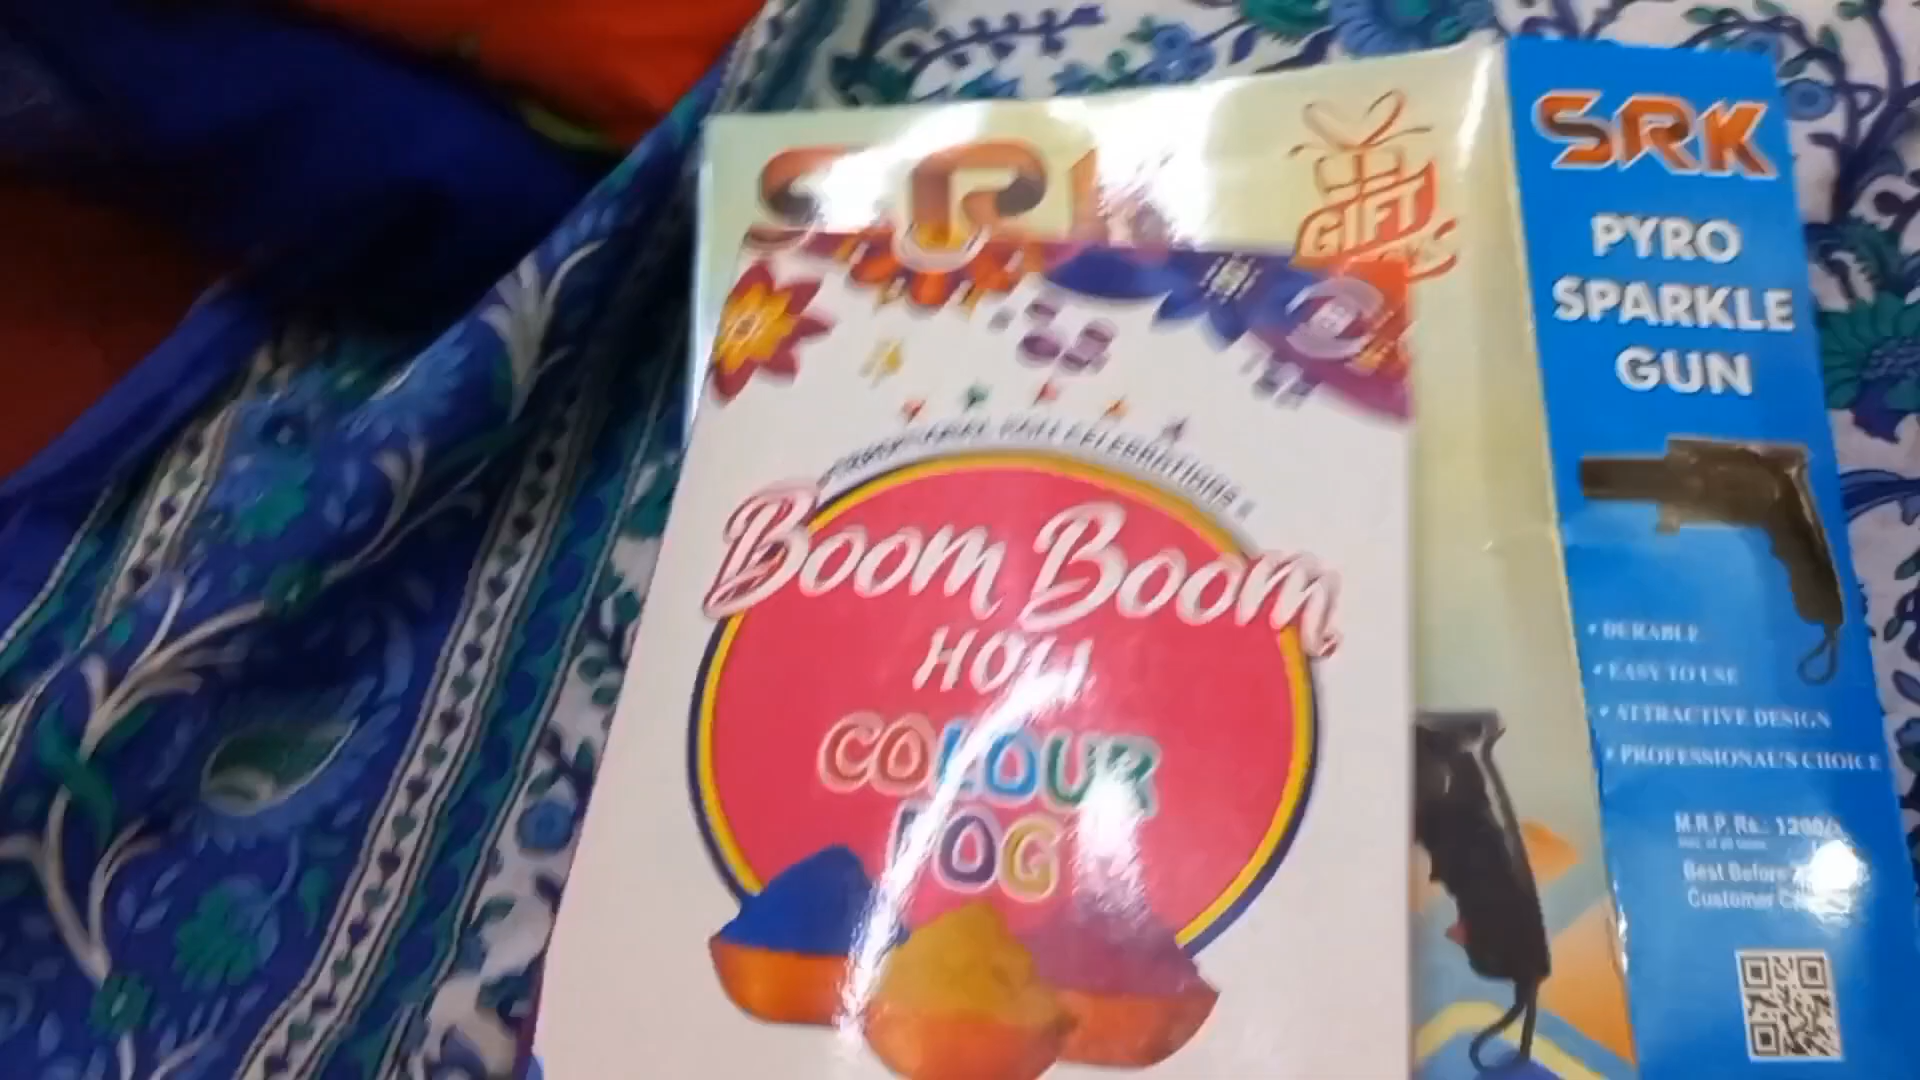 GIFT
BOOM BOOM
HOLI
COLOUR
FOG
SRK
PYRO
SPARKLE
GUN
• DURABLE
• EASY TO USE
• ATTRACTIVE DESIGN
• PROFESSIONAL'S CHOICE
M.R.P. Rs.: 1200/-
Best Before
Customer